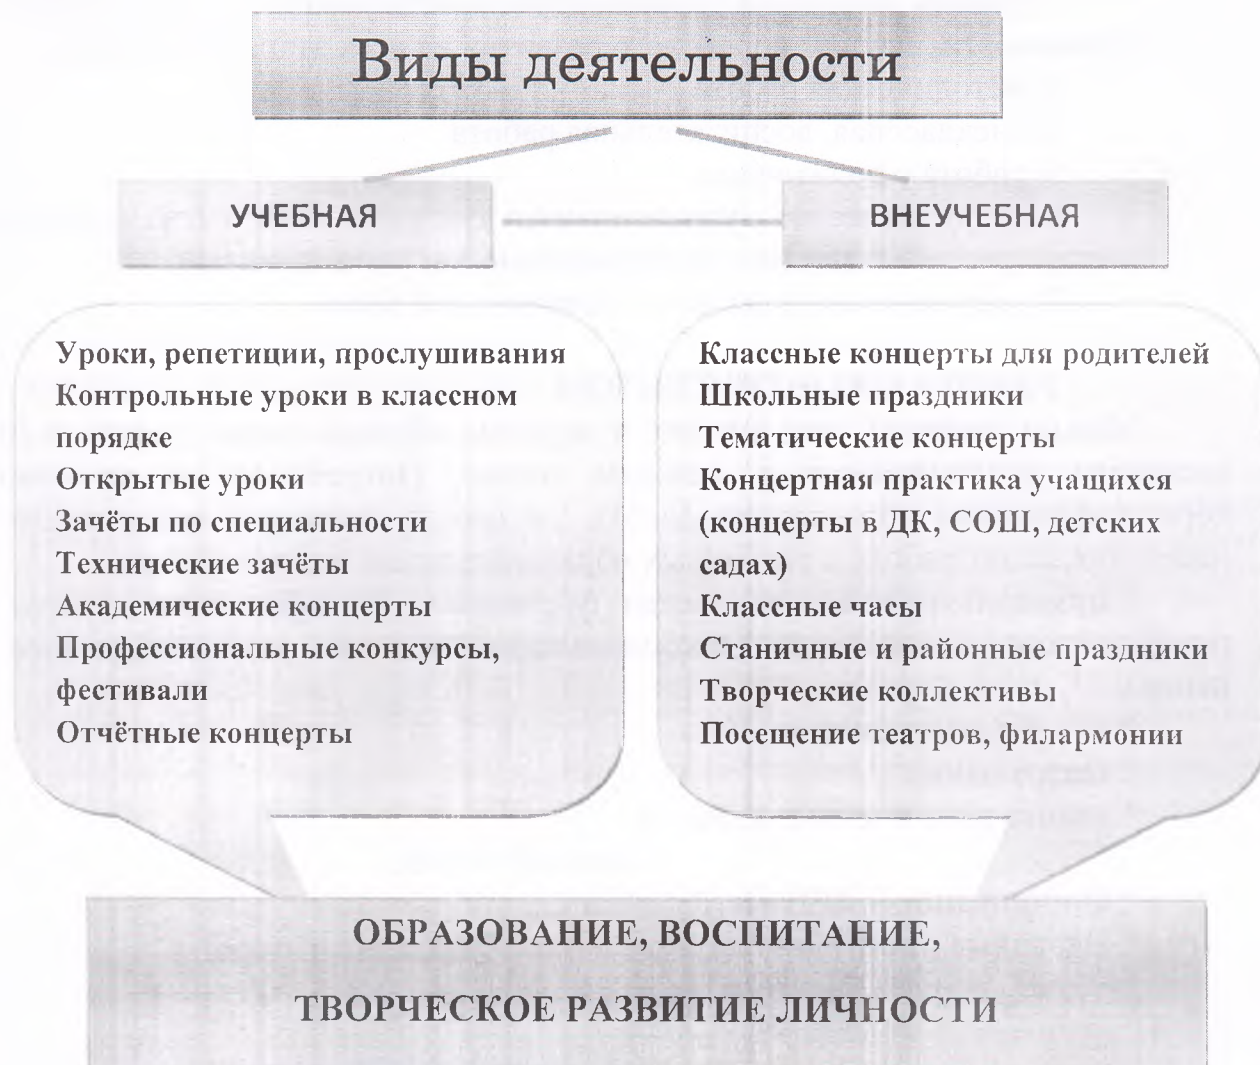 Виды деятельности
УЧЕБНАЯ
ВНЕУЧЕБНАЯ
Уроки, репетиции, прослушивания
Контрольные уроки в классном
порядке
Открытые уроки
Зачёты по специальности
Технические зачёты
Академические концерты
Профессиональные конкурсы,
фестивали
Отчётные концерты
Классные концерты для родителей
Школьные праздники
Тематические концерты
Концертная практика учащихся
(концерты в ДК, СОШ, детских
садах)
Классные часы
Станичные и районные праздники
Творческие коллективы
Посещение театров, филармонии
ОБРАЗОВАНИЕ, ВОСПИТАНИЕ,
ТВОРЧЕСКОЕ РАЗВИТИЕ ЛИЧНОСТИ